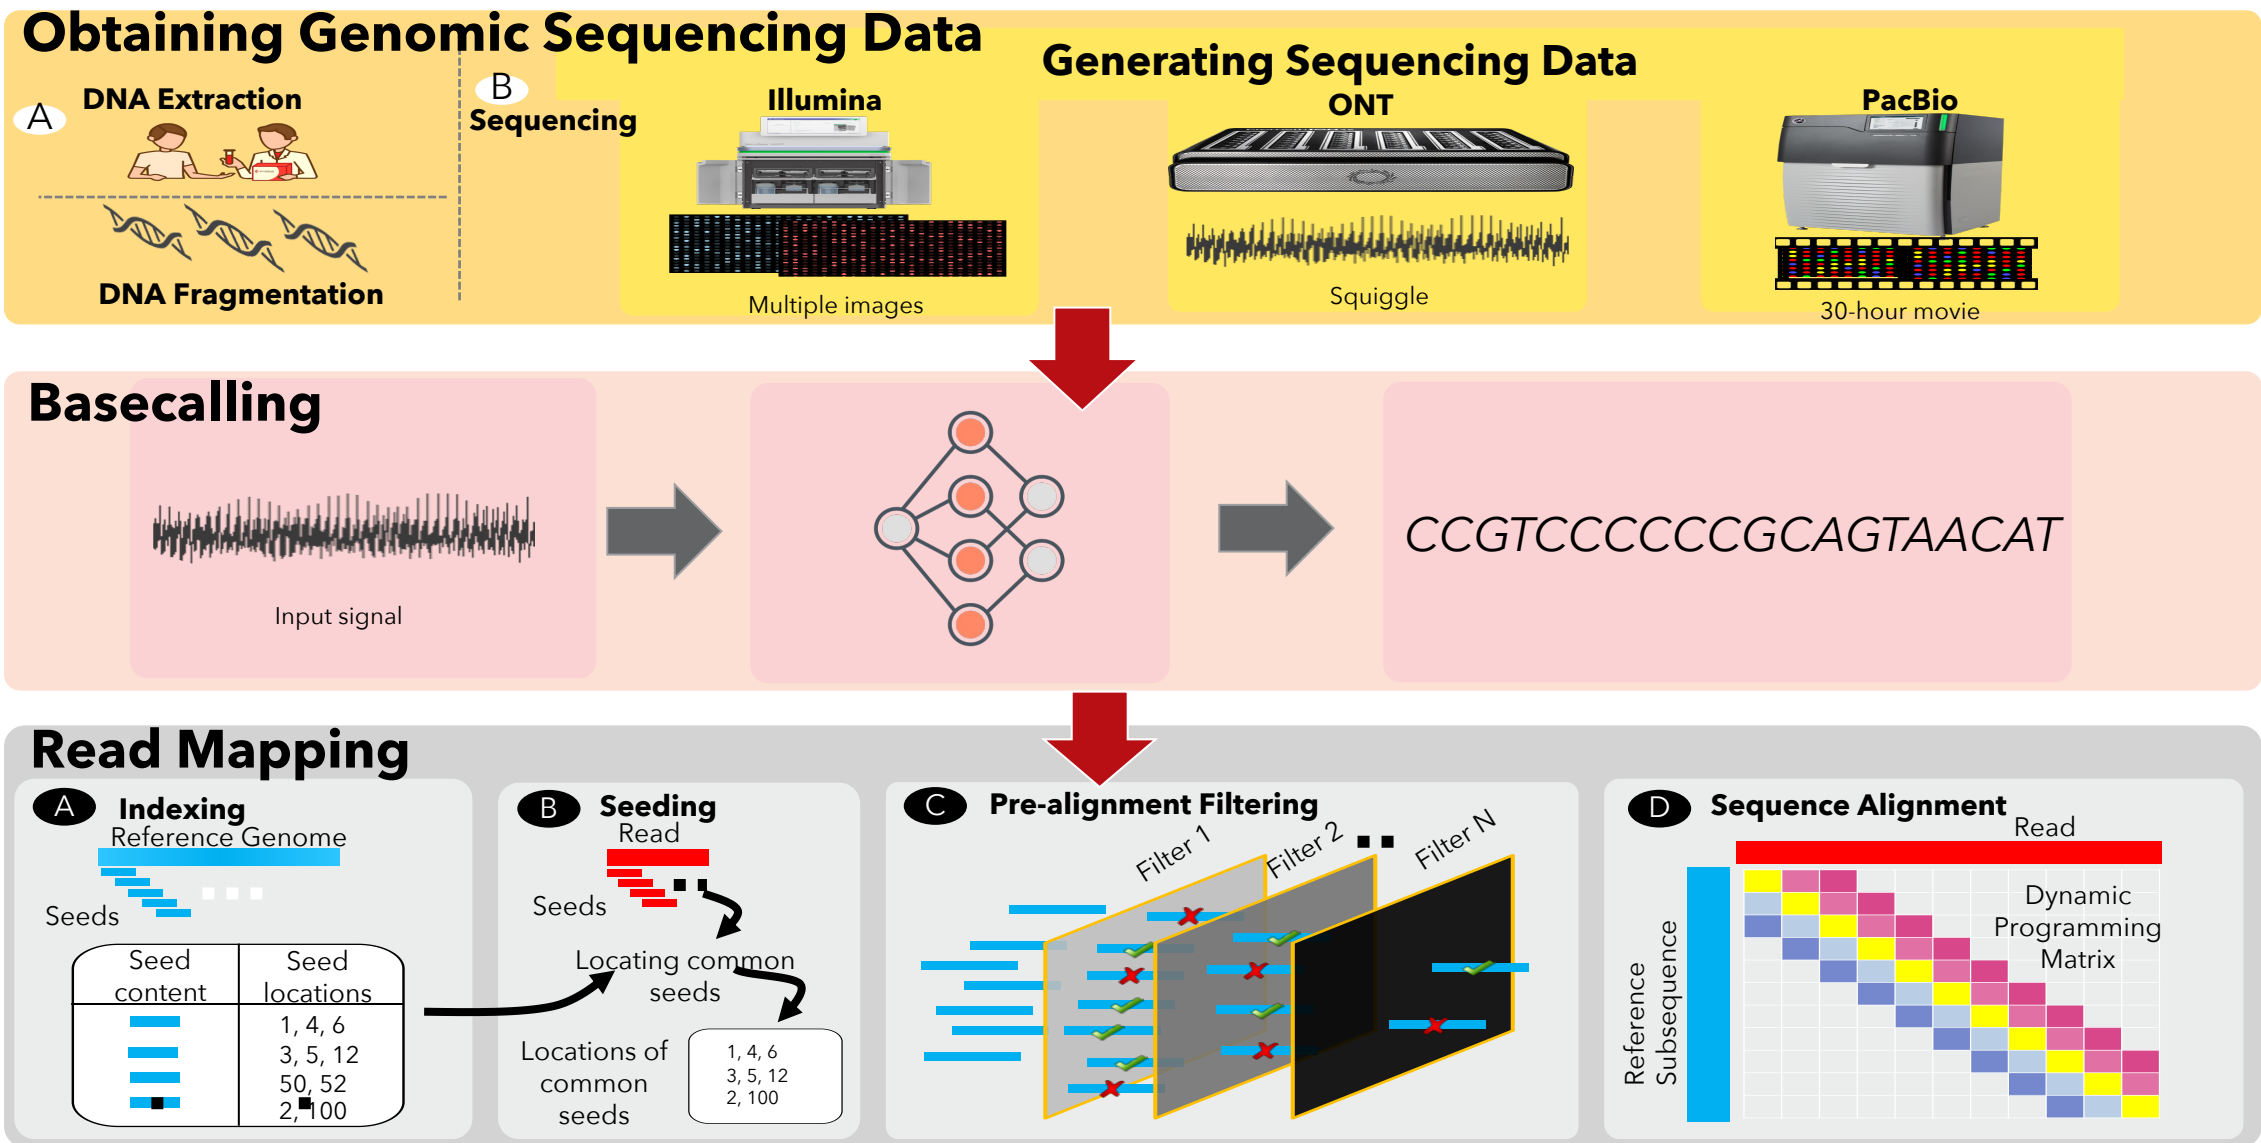 Obtaining Genomic Sequencing Data
Generating Sequencing Data
A
DNA Extraction
DNA Fragmentation
B
Sequencing
Illumina
Multiple images
ONT
Squiggle
PacBio
30-hour movie
Basecalling
Input signal
CCGTCCCCCCGCAGTAACAT
Read Mapping
A
Indexing
Reference Genome
Seeds
Seed content
Seed locations
1, 4, 6
3, 5, 12
50, 52
2, 100
B
Seeding
Read
Seeds
Locating common
seeds
Locations of
common
seeds
1, 4, 6
3, 5, 12
2, 100
C
Pre-alignment Filtering
Filter 1
Filter 2
Filter N
D
Sequence Alignment
Read
Dynamic
Programming
Matrix
Reference
Subsequence